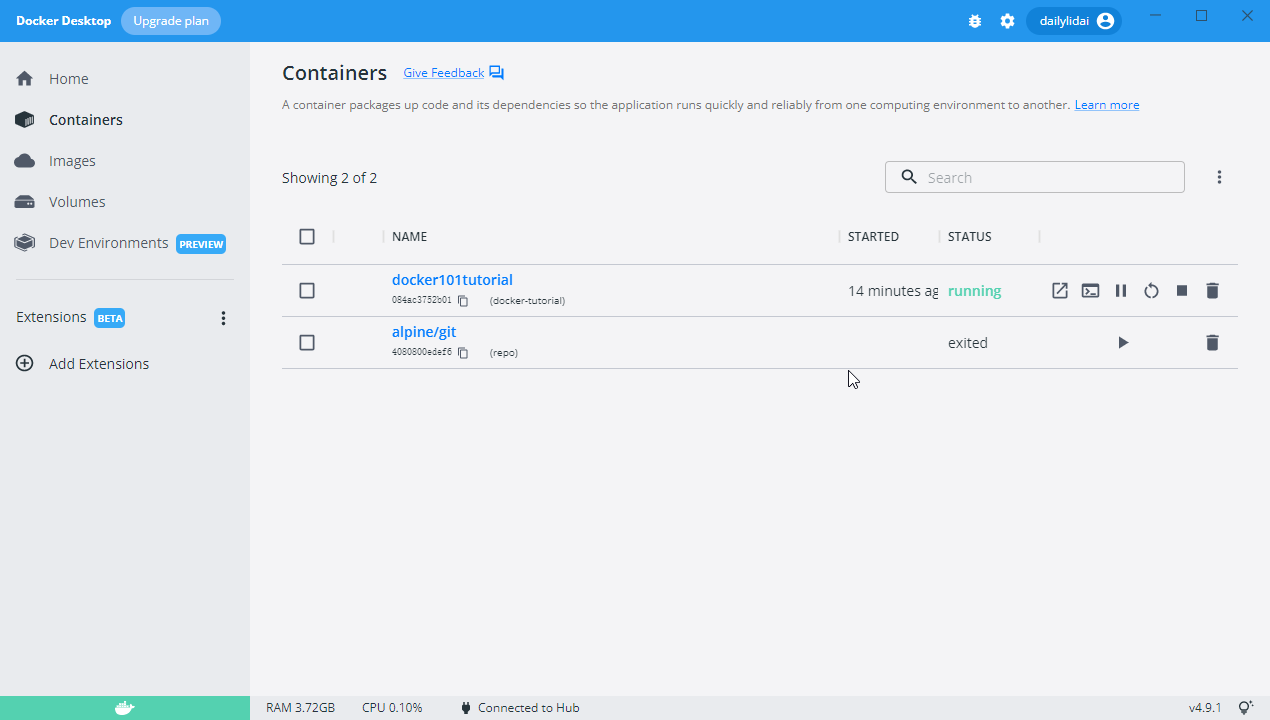 Docker Desktop Upgrade plan dailylidai
Home
Containers
Images
Volumes
Dev Environments PREVIEW
Extensions BETA
Add Extensions
Containers Give Feedback
A container packages up code and its dependencies so the application runs quickly and reliably from one computing environment to another. Learn more
Showing 2 of 2 Search
NAME STARTED STATUS
docker101tutorial
084ac3752b01 (docker-tutorial) 14 minutes ag running
alpine/git
4080800edef6 (repo) exited
RAM 3.72GB CPU 0.10% Connected to Hub v4.9.1